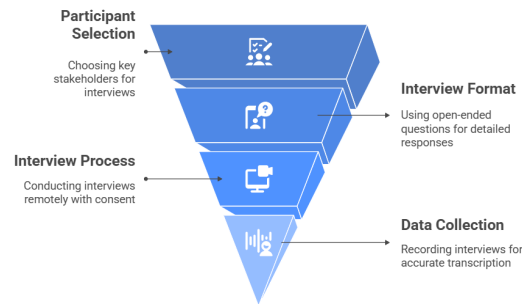 Participant
Selection
Choosing key
stakeholders for
interviews
Interview Format
Using open-ended
questions for detailed
responses
Interview Process
Conducting interviews
remotely with consent
Data Collection
Recording interviews for
accurate transcription